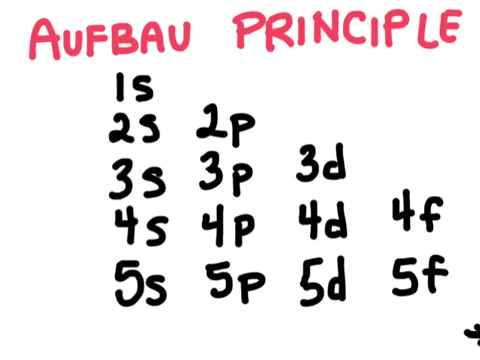 AUFBAU PRINCIPLE
1s
2s 2p
3s 3p 3d
4s 4p 4d 4f
5s 5p 5d 5f